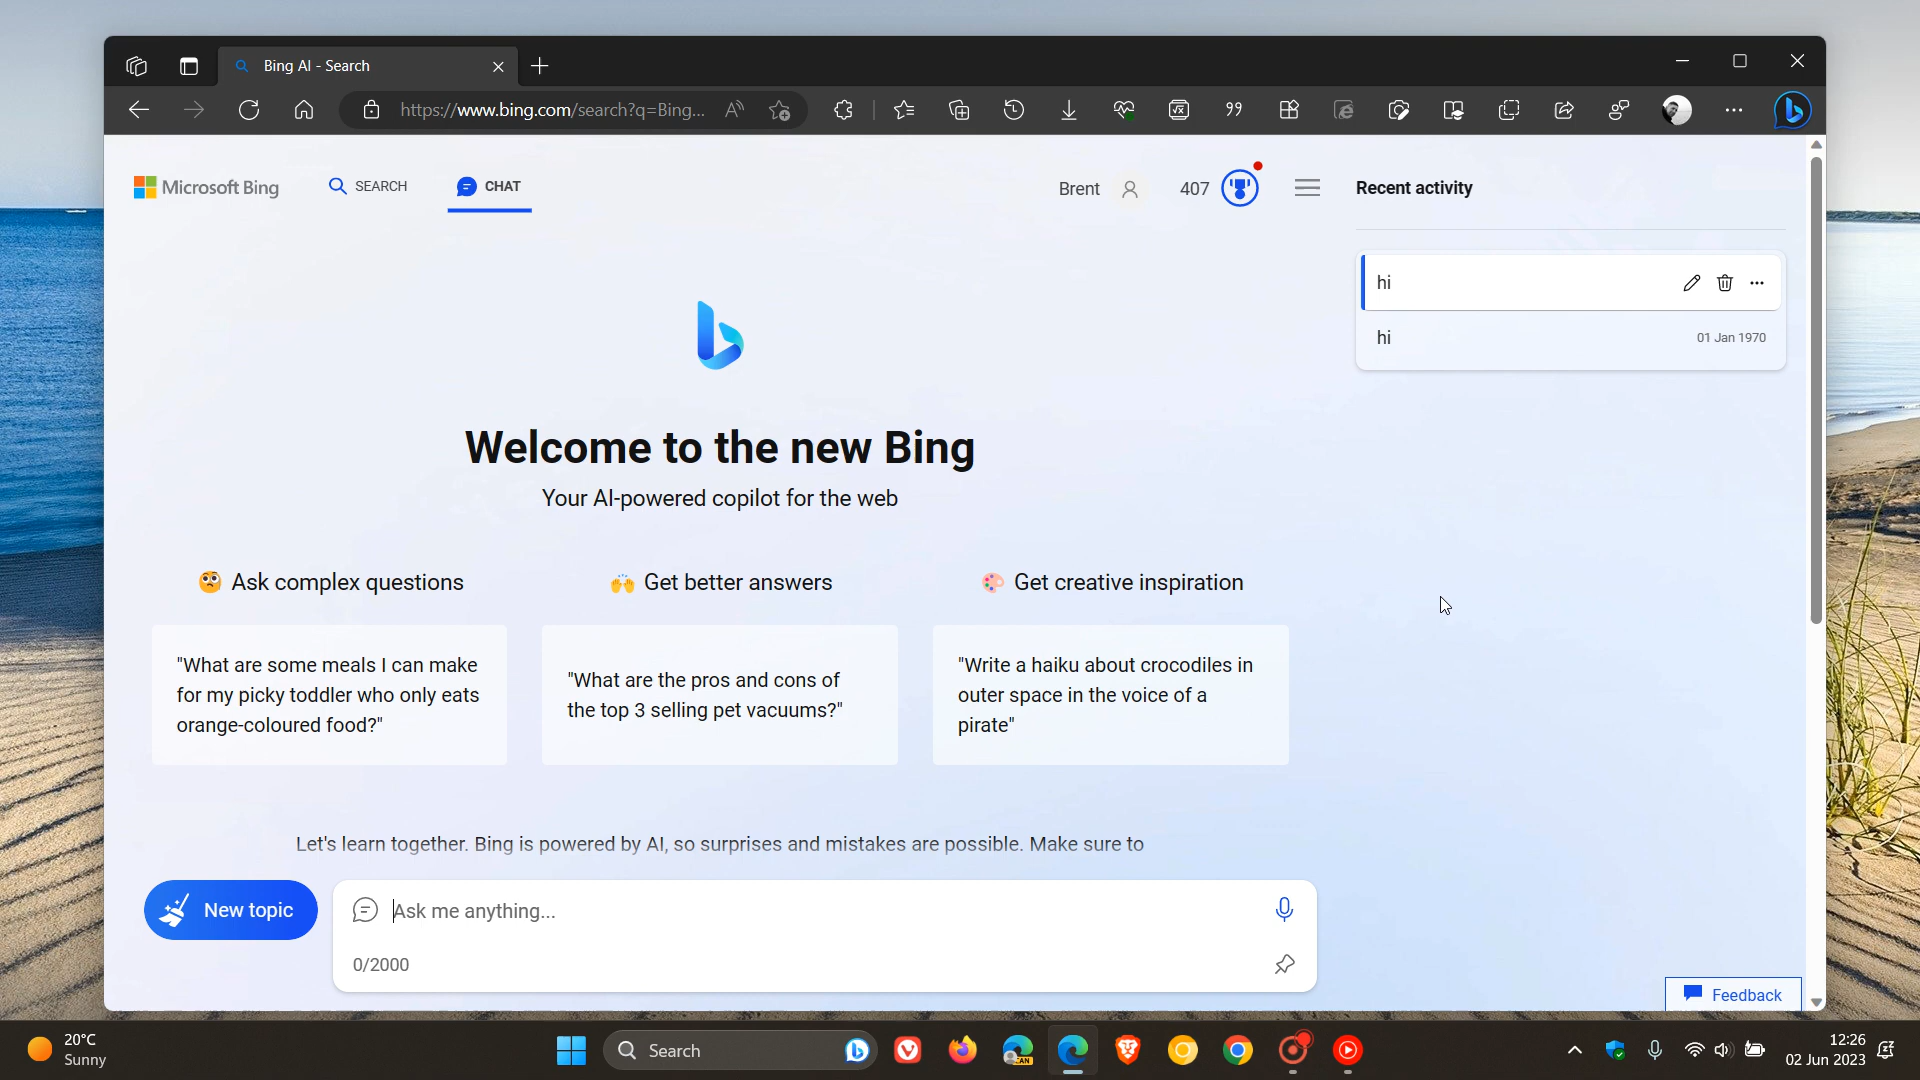 Bing AI - Search
https://www.bing.com/search?q=Bing...
Microsoft Bing
SEARCH
CHAT
Brent
407
Recent activity
hi
hi
01 Jan 1970
Welcome to the new Bing
Your AI-powered copilot for the web
Ask complex questions
Get better answers
Get creative inspiration
"What are some meals I can make
for my picky toddler who only eats
orange-coloured food?"
"What are the pros and cons of
the top 3 selling pet vacuums?"
"Write a haiku about crocodiles in
outer space in the voice of a
pirate"
Let's learn together. Bing is powered by AI, so surprises and mistakes are possible. Make sure to
New topic
Ask me anything...
0/2000
Feedback
20°C
Sunny
Search
CAN
12:26
02 Jun 2023